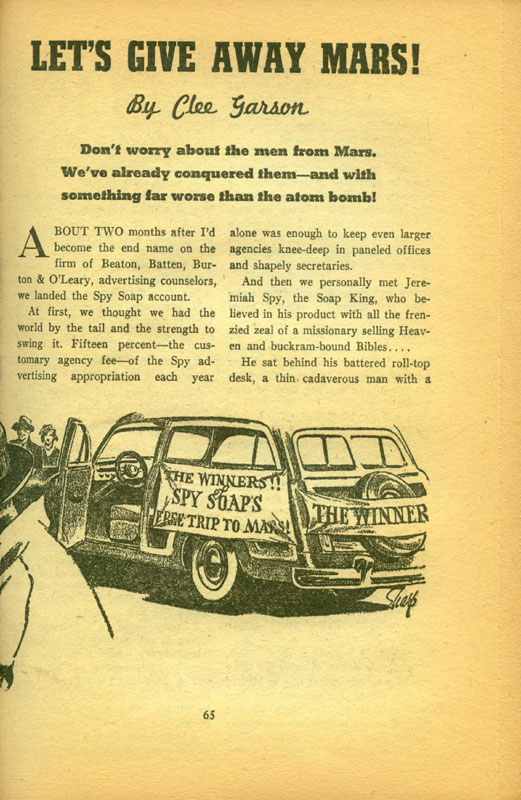 LET'S GIVE AWAY MARS!
By Clee Garson
Don't worry about the men from Mars.
We've already conquered them—and with
something far worse than the atom bomb!
ABOUT TWO months after I'd
become the end name on the
firm of Beaton, Batten, Bur-
ton & O'Leary, advertising counselors,
we landed the Spy Soap account.
At first, we thought we had the
world by the tail and the strength to
swing it. Fifteen percent—the cus-
tomary agency fee—of the Spy ad-
vertising appropriation each year
alone was enough to keep even larger
agencies knee-deep in paneled offices
and shapely secretaries.
And then we personally met Jere-
miah Spy, the Soap King, who be-
lieved in his product with all the fren-
zied zeal of a missionary selling Heav-
en and buckram-bound Bibles....
He sat behind his battered roll-top
desk, a thin cadaverous man with a
THE WINNERS!!
of
SPY SOAP'S
FREE TRIP TO MARS!
THE WINNER
Sharp
65